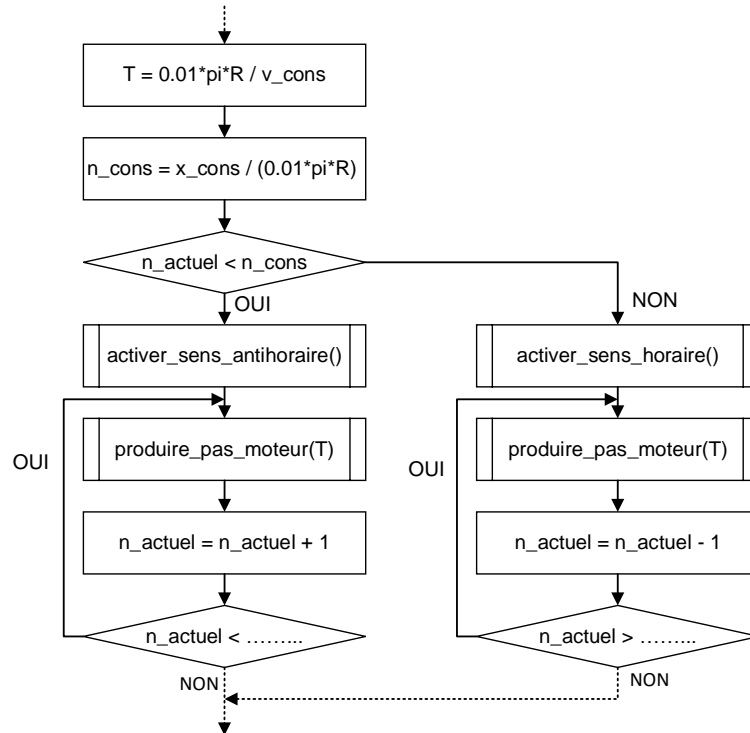 T = 0.01*pi*R / v_cons
n_cons = x_cons / (0.01*pi*R)
n_actuel < n_cons
OUI
NON
activer_sens_antihoraire()
activer_sens_horaire()
OUI
produire_pas_moteur(T)
OUI
produire_pas_moteur(T)
n_actuel = n_actuel + 1
n_actuel = n_actuel - 1
n_actuel < .........
n_actuel > .........
NON
NON